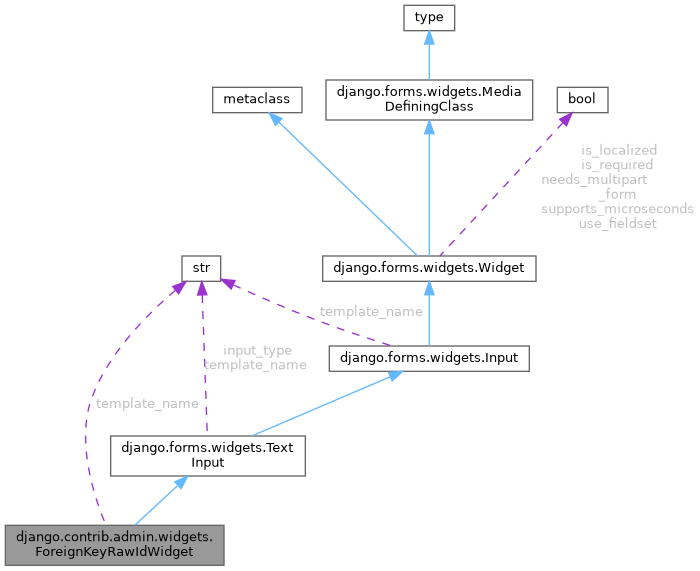 type
django.forms.widgets.Media
DefiningClass
metaclass
bool
is_localized
is_required
needs_multipart
_form
supports_microseconds
use_fieldset
str
django.forms.widgets.Widget
template_name
input_type
template_name
django.forms.widgets.Input
template_name
django.forms.widgets.Text
Input
django.contrib.admin.widgets.
ForeignKeyRawIdWidget